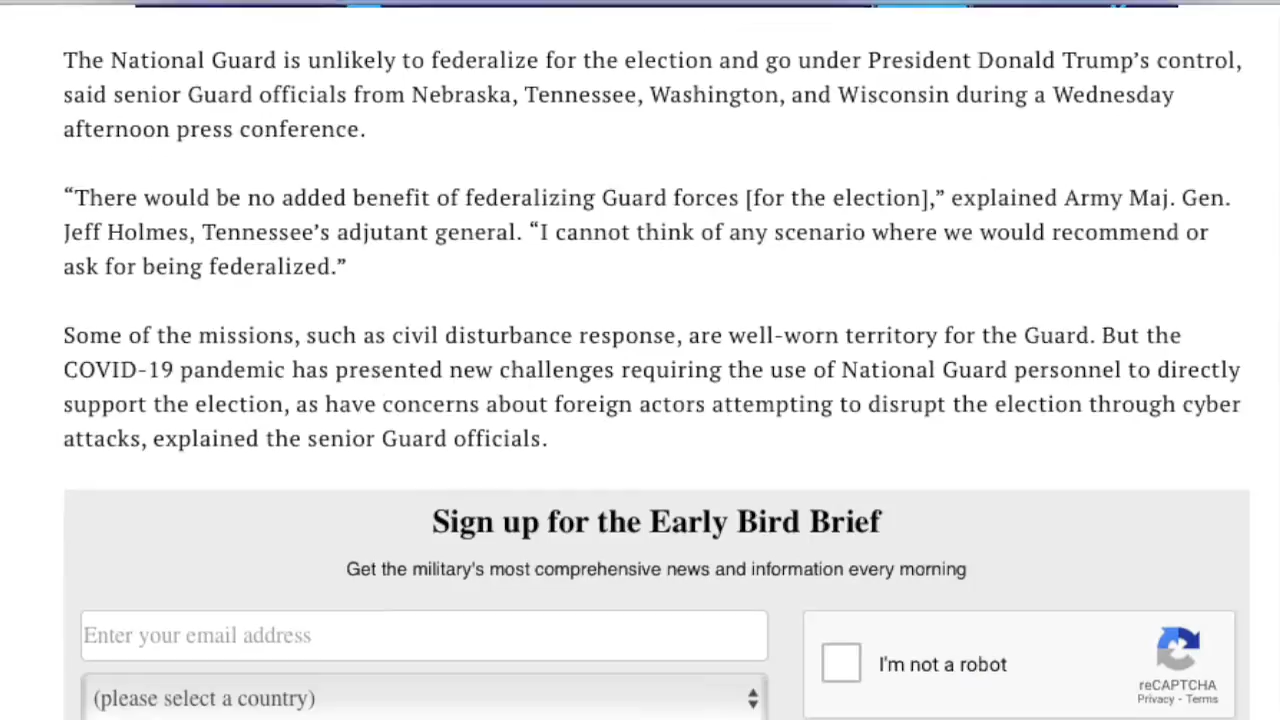 The National Guard is unlikely to federalize for the election and go under President Donald Trump’s control,
said senior Guard officials from Nebraska, Tennessee, Washington, and Wisconsin during a Wednesday
afternoon press conference.
“There would be no added benefit of federalizing Guard forces [for the election],” explained Army Maj. Gen.
Jeff Holmes, Tennessee’s adjutant general. “I cannot think of any scenario where we would recommend or
ask for being federalized.”
Some of the missions, such as civil disturbance response, are well-worn territory for the Guard. But the
COVID-19 pandemic has presented new challenges requiring the use of National Guard personnel to directly
support the election, as have concerns about foreign actors attempting to disrupt the election through cyber
attacks, explained the senior Guard officials.
Sign up for the Early Bird Brief
Get the military's most comprehensive news and information every morning
Enter your email address
I'm not a robot
reCAPTCHA
Privacy - Terms
(please select a country)